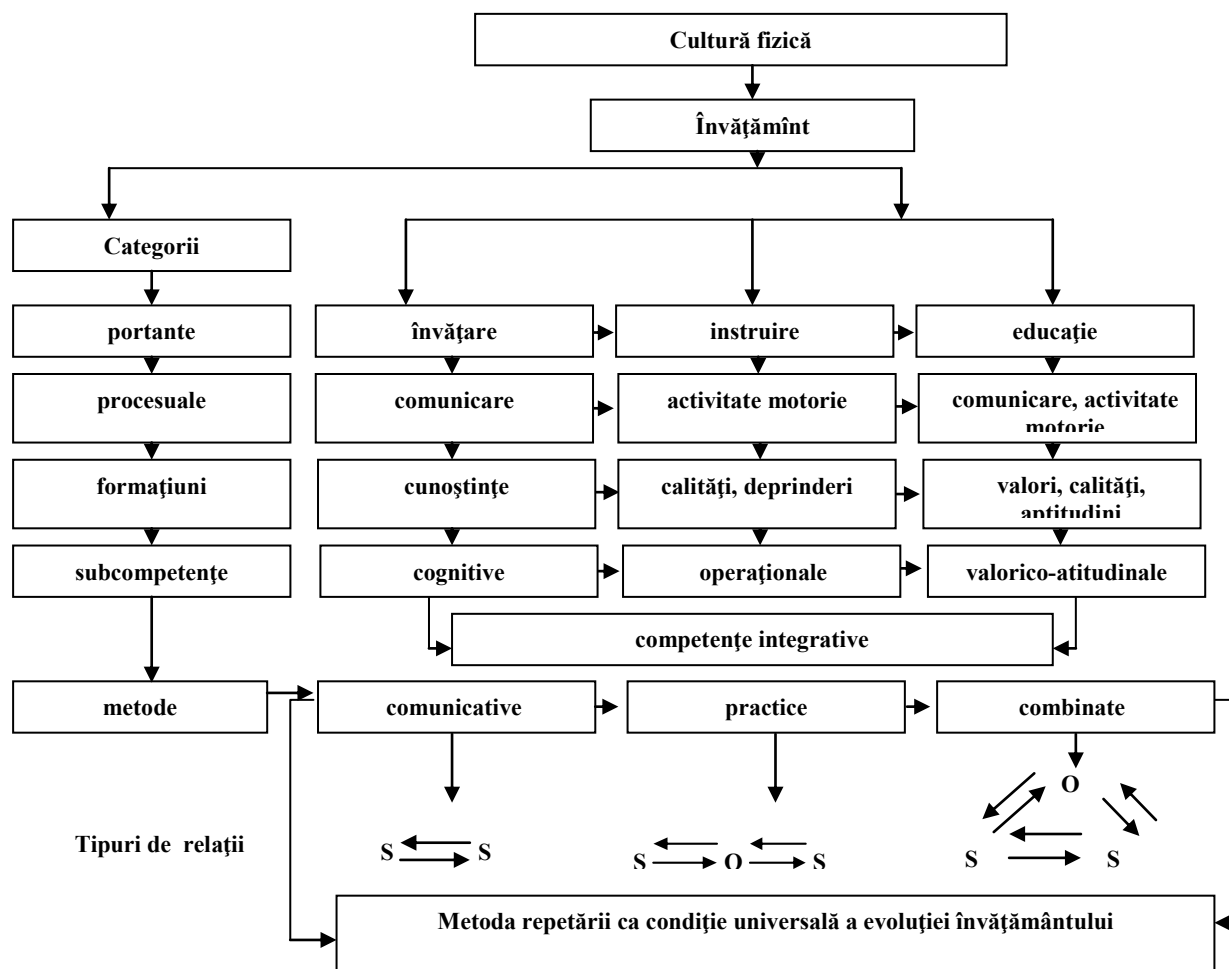 Cultură fizică
Învăţămînt
Categorii
portante
învăţare
instruire
educaţie
procesuale
comunicare
activitate motorie
comunicare, activitate
motorie
formaţiuni
cunoştinţe
calităţi, deprinderi
valori, calităţi,
aptitudini
subcompetenţe
cognitive
operaţionale
valorico-atitudinale
competenţe integrative
metode
comunicative
practice
combinate
O
Tipuri de relaţii
S S
S O S
S S
Metoda repetării ca condiţie universală a evoluţiei învăţământului